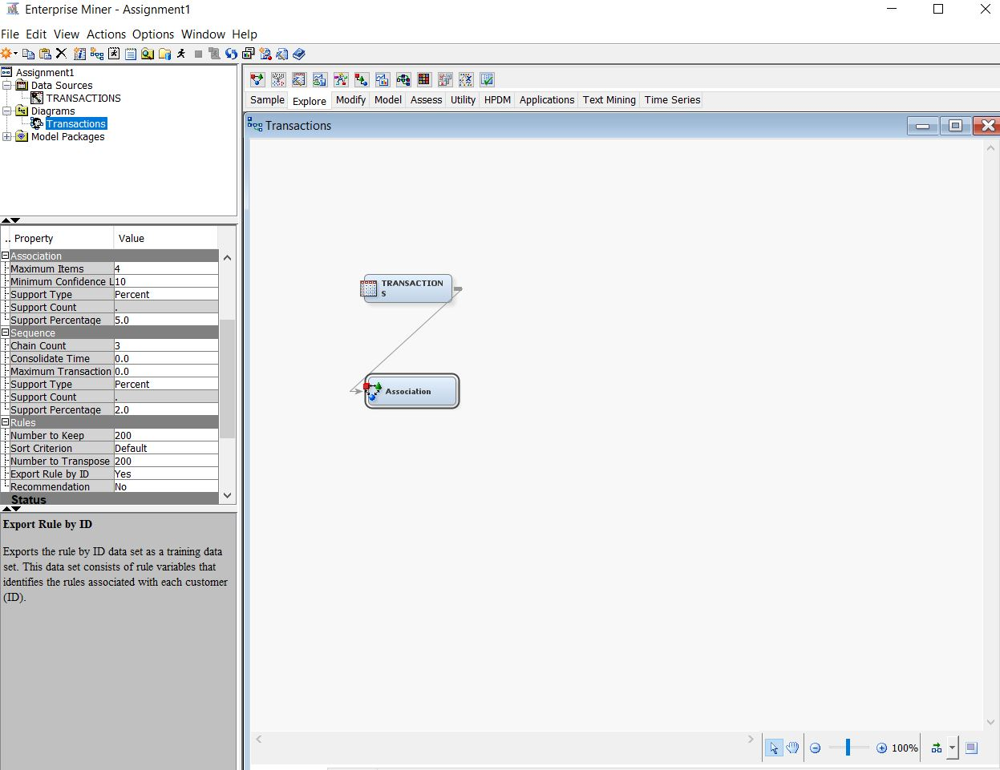 Enterprise Miner - Assignment1
File Edit View Actions Options Window Help
Assignment1
Data Sources
TRANSACTIONS
Diagrams
Transactions
Model Packages
.. Property Value
Association
Maximum Items 4
Minimum Confidence L 10
Support Type Percent
Support Count .
Support Percentage 5.0
Sequence
Chain Count 3
Consolidate Time 0.0
Maximum Transaction 0.0
Support Type Percent
Support Count .
Support Percentage 2.0
Rules
Number to Keep 200
Sort Criterion Default
Number to Transpose 200
Export Rule by ID Yes
Recommendation No
Status
Export Rule by ID
Exports the rule by ID data set as a training data
set. This data set consists of rule variables that
identifies the rules associated with each customer
(ID).
Sample Explore Modify Model Assess Utility HPDM Applications Text Mining Time Series
Transactions
TRANSACTION
S
Association
100%